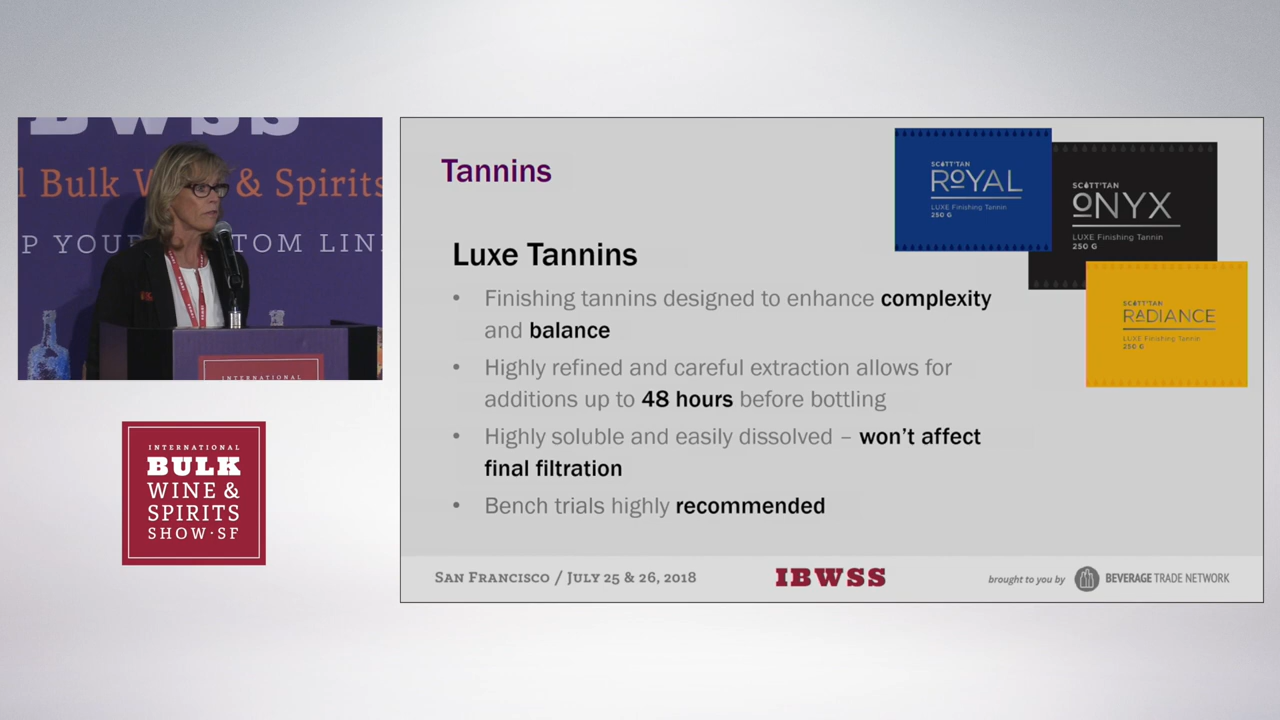 BWSS
l Bulk W & Spirits
P YOU TOM LIN
INTERNATIONAL
INTERNATIONAL
BULK
WINE &
SPIRITS
SHOW·SF
Tannins
Luxe Tannins
• Finishing tannins designed to enhance complexity
and balance
• Highly refined and careful extraction allows for
additions up to 48 hours before bottling
• Highly soluble and easily dissolved – won't affect
final filtration
• Bench trials highly recommended
SCOTT'TAN
ROYAL
LUXE Finishing Tannin
250 G
SCOTT'TAN
ONYX
LUXE Finishing Tannin
250 G
SCOTT'TAN
RADIANCE
LUXE Finishing Tannin
250 G
SAN FRANCISCO / JULY 25 & 26, 2018
IBWSS
brought to you by
BEVERAGE TRADE NETWORK